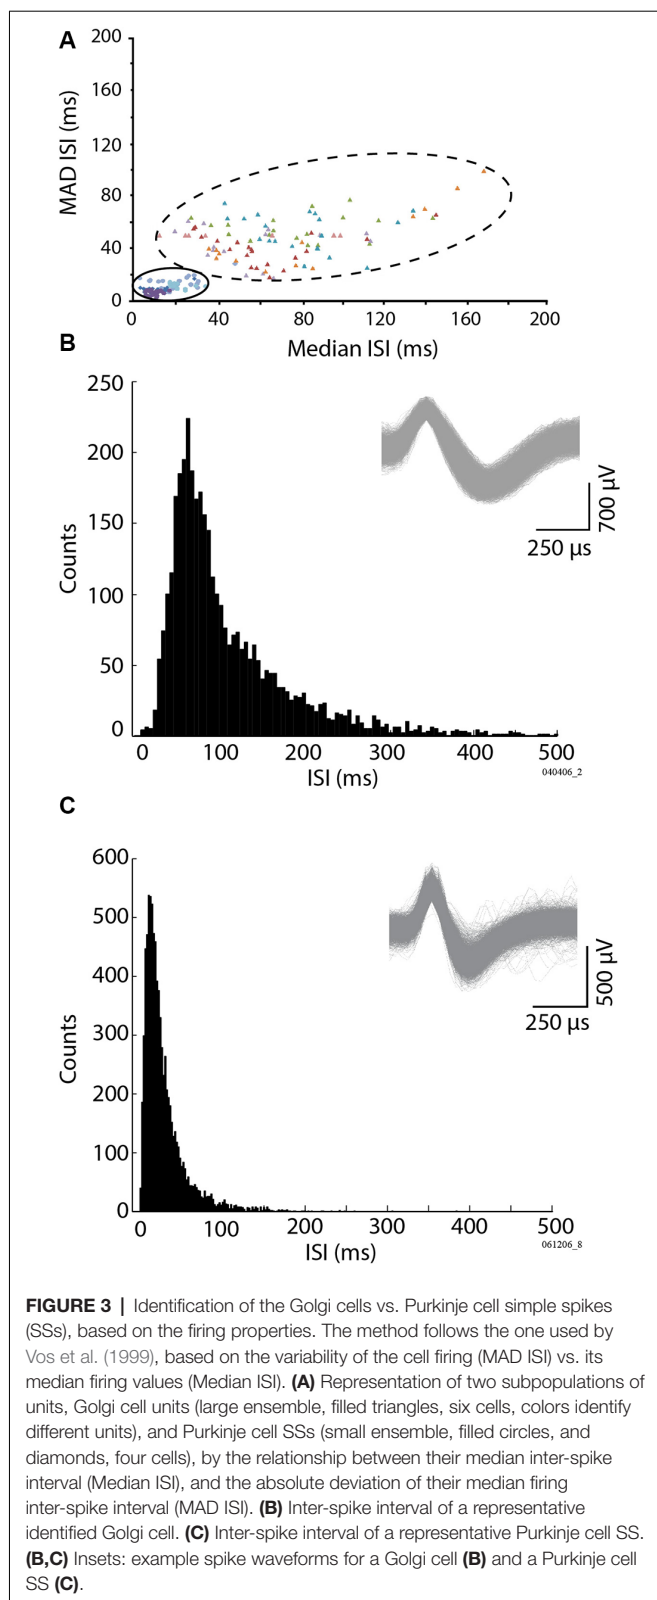 A
200
160
120
80
40
0
MAD ISI (ms)
0 40 80 120 160 200
Median ISI (ms)
B
250
200
150
100
50
0
Counts
700 µV
250 µs
0 100 200 300 400 500
ISI (ms)
040406_2
C
600
500
400
300
200
100
0
Counts
500 µV
250 µs
0 100 200 300 400 500
ISI (ms)
061206_8
FIGURE 3 | Identification of the Golgi cells vs. Purkinje cell simple spikes
(SSs), based on the firing properties. The method follows the one used by
Vos et al. (1999), based on the variability of the cell firing (MAD ISI) vs. its
median firing values (Median ISI). (A) Representation of two subpopulations of
units, Golgi cell units (large ensemble, filled triangles, six cells, colors identify
different units), and Purkinje cell SSs (small ensemble, filled circles, and
diamonds, four cells), by the relationship between their median inter-spike
interval (Median ISI), and the absolute deviation of their median firing
inter-spike interval (MAD ISI). (B) Inter-spike interval of a representative
identified Golgi cell. (C) Inter-spike interval of a representative Purkinje cell SS.
(B,C) Insets: example spike waveforms for a Golgi cell (B) and a Purkinje cell
SS (C).